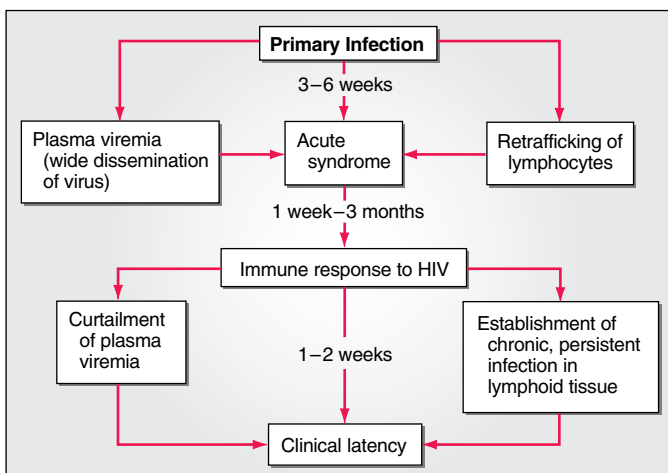 Primary Infection
3–6 weeks
Plasma viremia
(wide dissemination
of virus)
Acute
syndrome
Retrafficking of
lymphocytes
1 week–3 months
Immune response to HIV
Curtailment
of plasma
viremia
1–2 weeks
Establishment of
chronic, persistent
infection in
lymphoid tissue
Clinical latency